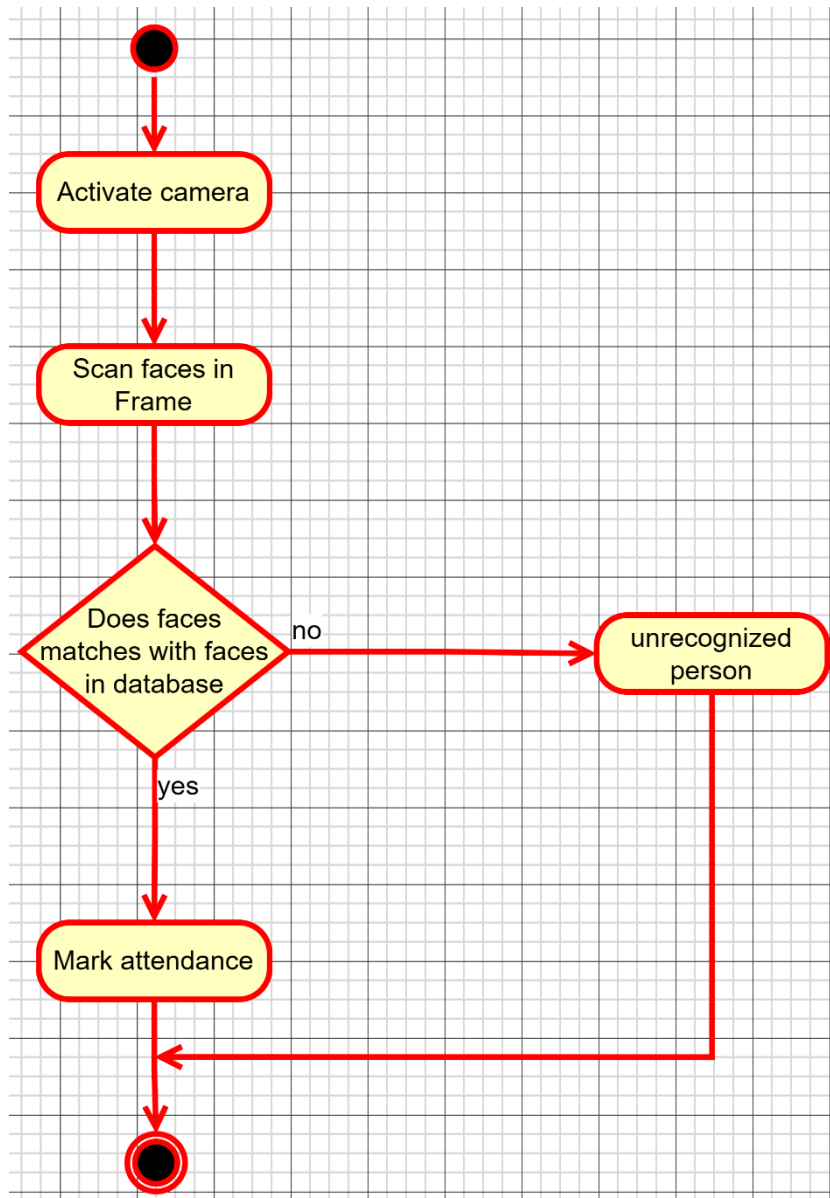 Activate camera
Scan faces in
Frame
Does faces
matches with faces
in database
no
unrecognized
person
yes
Mark attendance